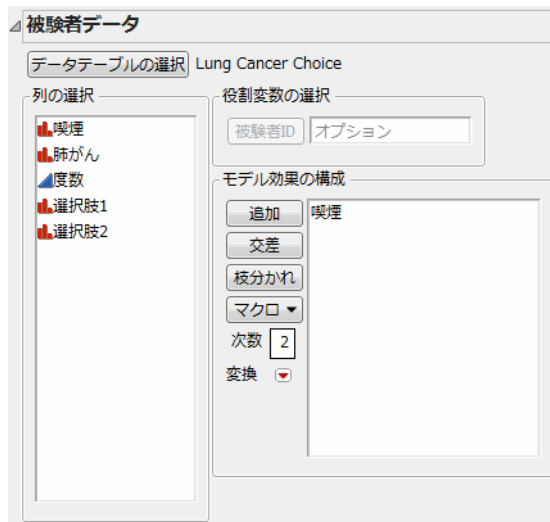 被験者データ
データテーブルの選択 Lung Cancer Choice
列の選択
喫煙
肺がん
度数
選択肢1
選択肢2
役割変数の選択
被験者ID オプション
モデル効果の構成
追加
交差
枝分かれ
マクロ
次数 2
変換
喫煙